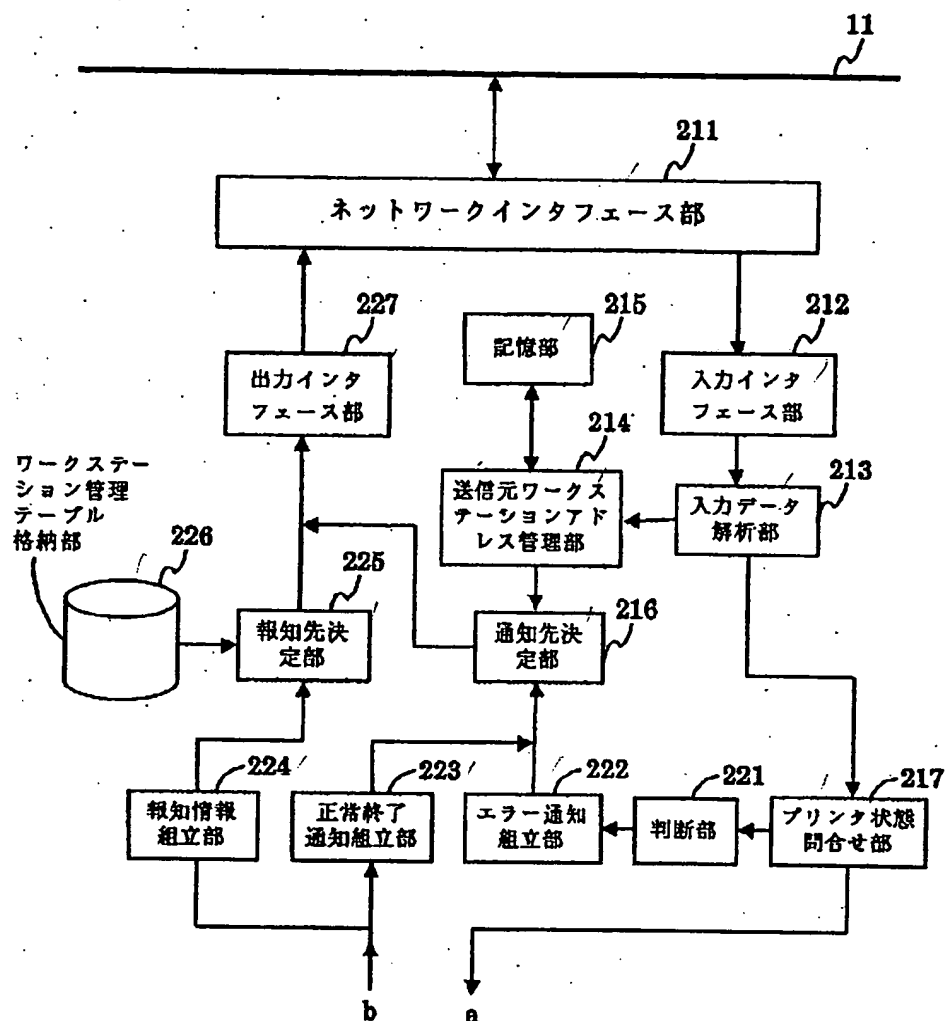 11
211
ネットワークインタフェース部
227
215
212
出力インタ
フェース部
記憶部
入力インタ
フェース部
214
213
ワークステー
ション管理
テーブル
格納部
送信元ワークス
テーションアド
レス管理部
入力データ
解析部
226
225
216
報知先決
定部
通知先決
定部
224
223
222
221
217
報知情報
組立部
正常終了
通知組立部
エラー通知
組立部
判断部
プリンタ状態
問合せ部
b
a